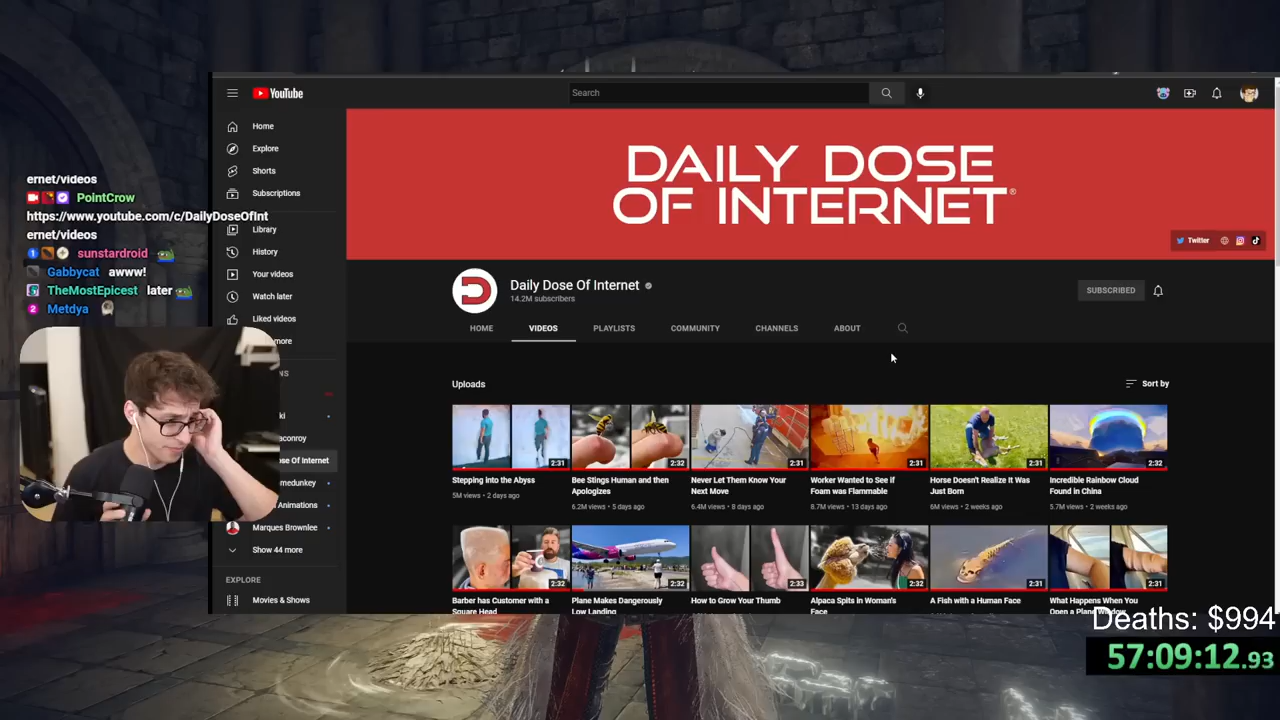 ernet/videos
PointCrow
https://www.youtube.com/c/DailyDoseOfInt
ernet/videos
sunstardroid
Gabbycat awww!
TheMostEpicest later
Metdya
YouTube
Search
Home
Explore
Shorts
Subscriptions
Library
History
Your videos
Watch later
Liked videos
more
NS
ki
aconroy
ose Of Internet
medunkey
Animations
Marques Brownlee
Show 44 more
EXPLORE
Movies & Shows
DAILY DOSE
OF INTERNET®
Twitter
Daily Dose Of Internet
14.2M subscribers
SUBSCRIBED
HOME VIDEOS PLAYLISTS COMMUNITY CHANNELS ABOUT
Uploads
Sort by
2:31
Stepping into the Abyss
5M views • 2 days ago
2:32
Bee Stings Human and then
Apologizes
6.2M views • 5 days ago
2:31
Never Let Them Know Your
Next Move
6.4M views • 8 days ago
2:31
Worker Wanted to See if
Foam was Flammable
8.7M views • 13 days ago
2:31
Horse Doesn't Realize It Was
Just Born
6M views • 2 weeks ago
2:32
Incredible Rainbow Cloud
Found in China
5.7M views • 2 weeks ago
2:32
Barber has Customer with a
Square Head
2:32
Plane Makes Dangerously
Low Landing
2:33
How to Grow Your Thumb
2:32
Alpaca Spits in Woman's
Face
2:31
A Fish with a Human Face
2:31
What Happens When You
Open a Plane Window
Deaths: $994
57:09:12.93